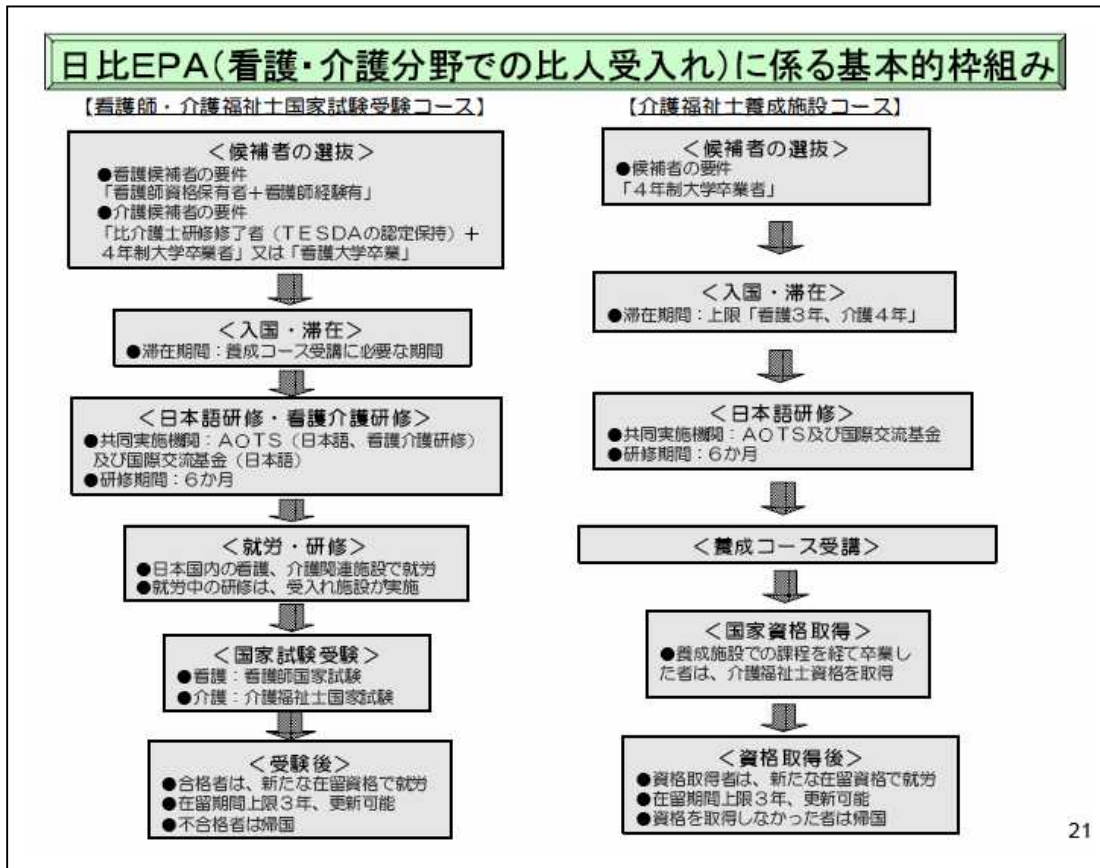 日比EPA(看護・介護分野での比人受入れ)に係る基本的枠組み
【看護師・介護福祉士国家試験受験コース】
<候補者の選抜>
●看護候補者の要件
「看護師資格保有者+看護師経験有」
●介護候補者の要件
「比介護士研修修了者(TESDAの認定保持)+
4年制大学卒業者」又は「看護大学卒業」
<入国・滞在>
●滞在期間:養成コース受講に必要な期間
<日本語研修・看護介護研修>
●共同実施機関:AOTS(日本語、看護介護研修)
及び国際交流基金(日本語)
●研修期間:6か月
<就労・研修>
●日本国内の看護、介護関連施設で就労
●就労中の研修は、受入れ施設が実施
<国家試験受験>
●看護:看護師国家試験
●介護:介護福祉士国家試験
<受験後>
●合格者は、新たな在留資格で就労
●在留期間上限3年、更新可能
●不合格者は帰国
【介護福祉士養成施設コース】
<候補者の選抜>
●候補者の要件
「4年制大学卒業者」
<入国・滞在>
●滞在期間:上限「看護3年、介護4年」
<日本語研修>
●共同実施機関:AOTS及び国際交流基金
●研修期間:6か月
<養成コース受講>
<国家資格取得>
●養成施設での課程を経て卒業し
た者は、介護福祉士資格を取得
<資格取得後>
●資格取得者は、新たな在留資格で就労
●在留期間上限3年、更新可能
●資格を取得しなかった者は帰国
21